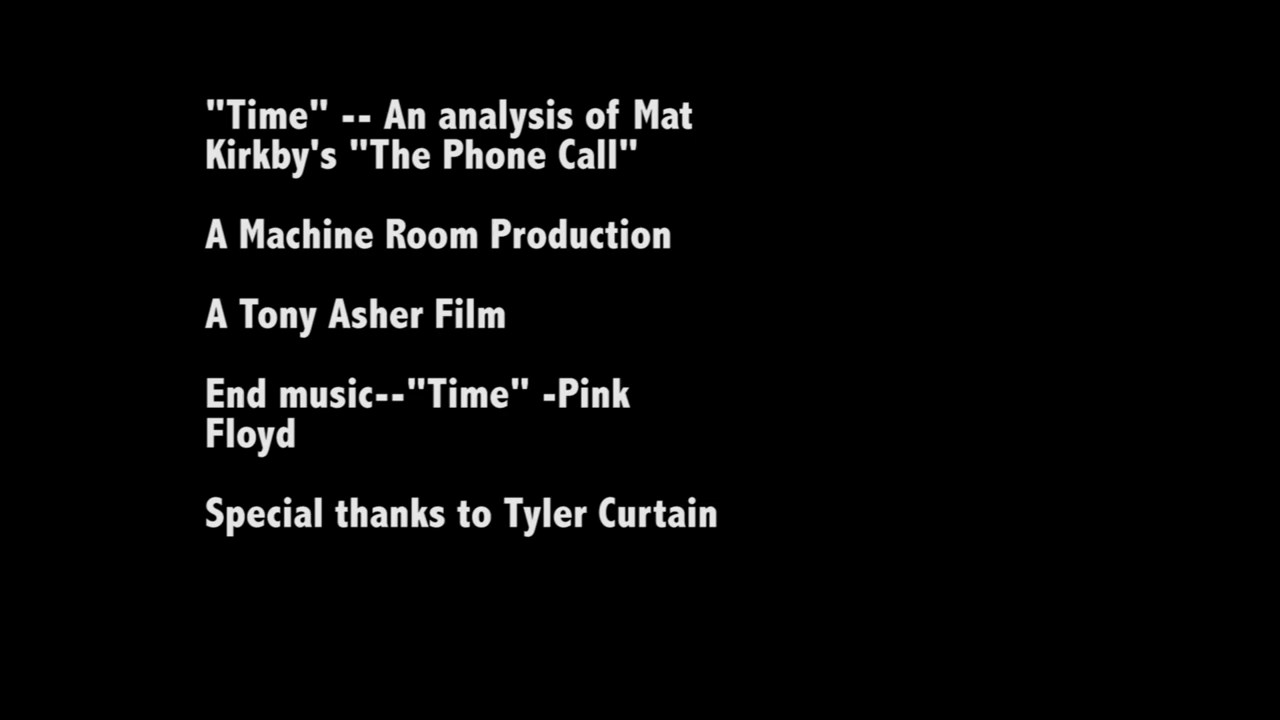 "Time" -- An analysis of Mat
Kirkby's "The Phone Call"
A Machine Room Production
A Tony Asher Film
End music--"Time" -Pink
Floyd
Special thanks to Tyler Curtain